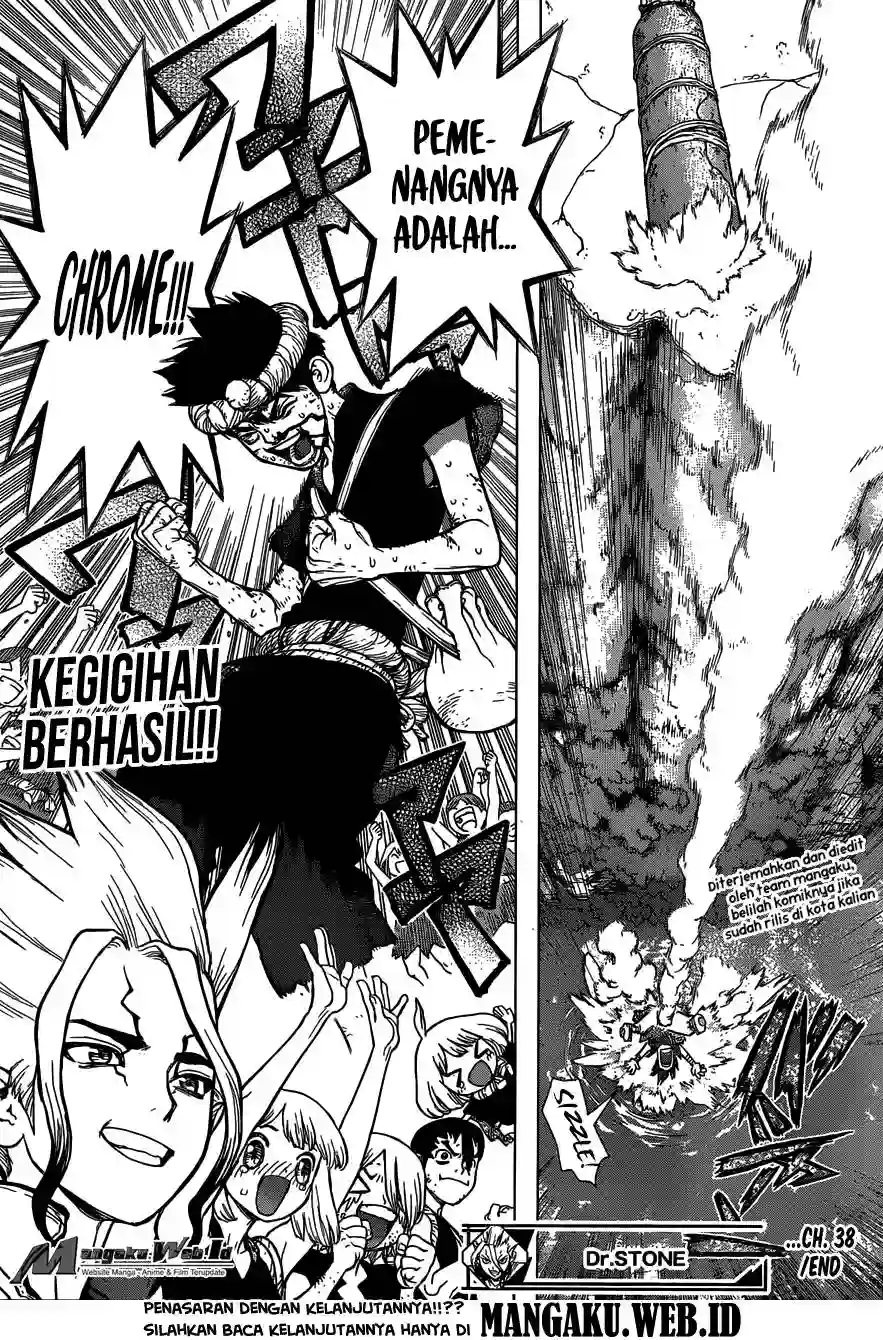 PEME-
NANGNYA
ADALAH...
CHROME!!!
KEGIGIHAN
BERHASIL!!!
Diterjemahkan dan diedit
oleh team mangaku,
belilah komiknya jika
sudah rilis di kota kalian
SIZZLE!
Dr.STONE
...CH. 38
/END
Mangaku.Web.Id
Website Manga - Anime & Film Terupdate
PENASARAN DENGAN KELANJUTANNYA!!??
SILAHKAN BACA KELANJUTANNYA HANYA DI MANGAKU.WEB.ID